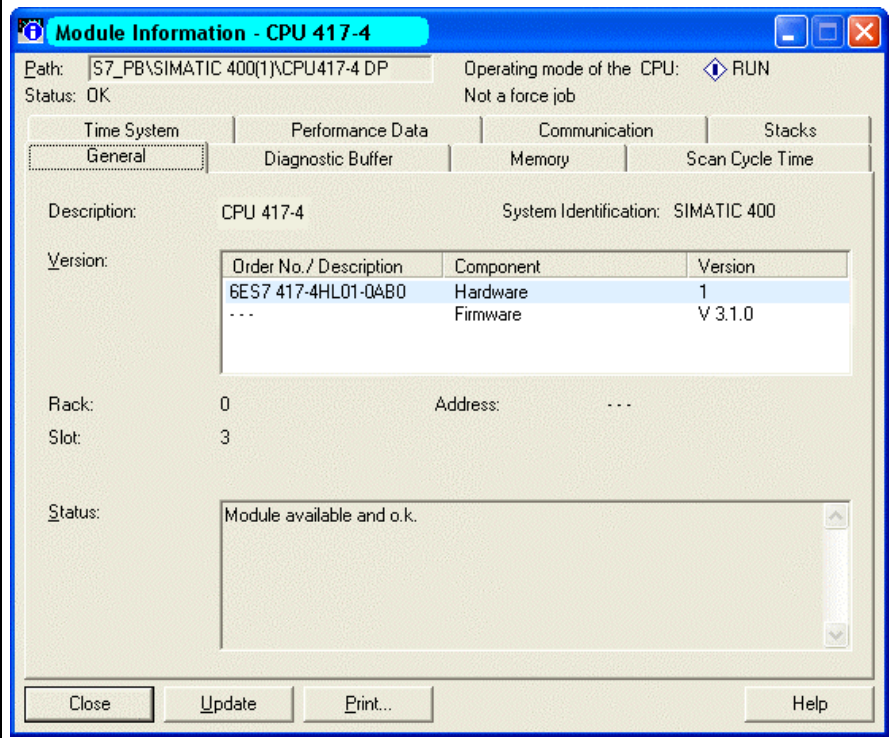 Module Information - CPU 417-4
Path: S7_PB\SIMATIC 400(1)\CPU417-4 DP Operating mode of the CPU: RUN
Status: OK Not a force job
Time System Performance Data Communication Stacks
General Diagnostic Buffer Memory Scan Cycle Time
Description: CPU 417-4 System Identification: SIMATIC 400
Version:
Order No./ Description Component Version
6ES7 417-4HL01-0AB0 Hardware 1
- - - Firmware V 3.1.0
Rack: 0 Address: - - -
Slot: 3
Status: Module available and o.k.
Close Update Print... Help